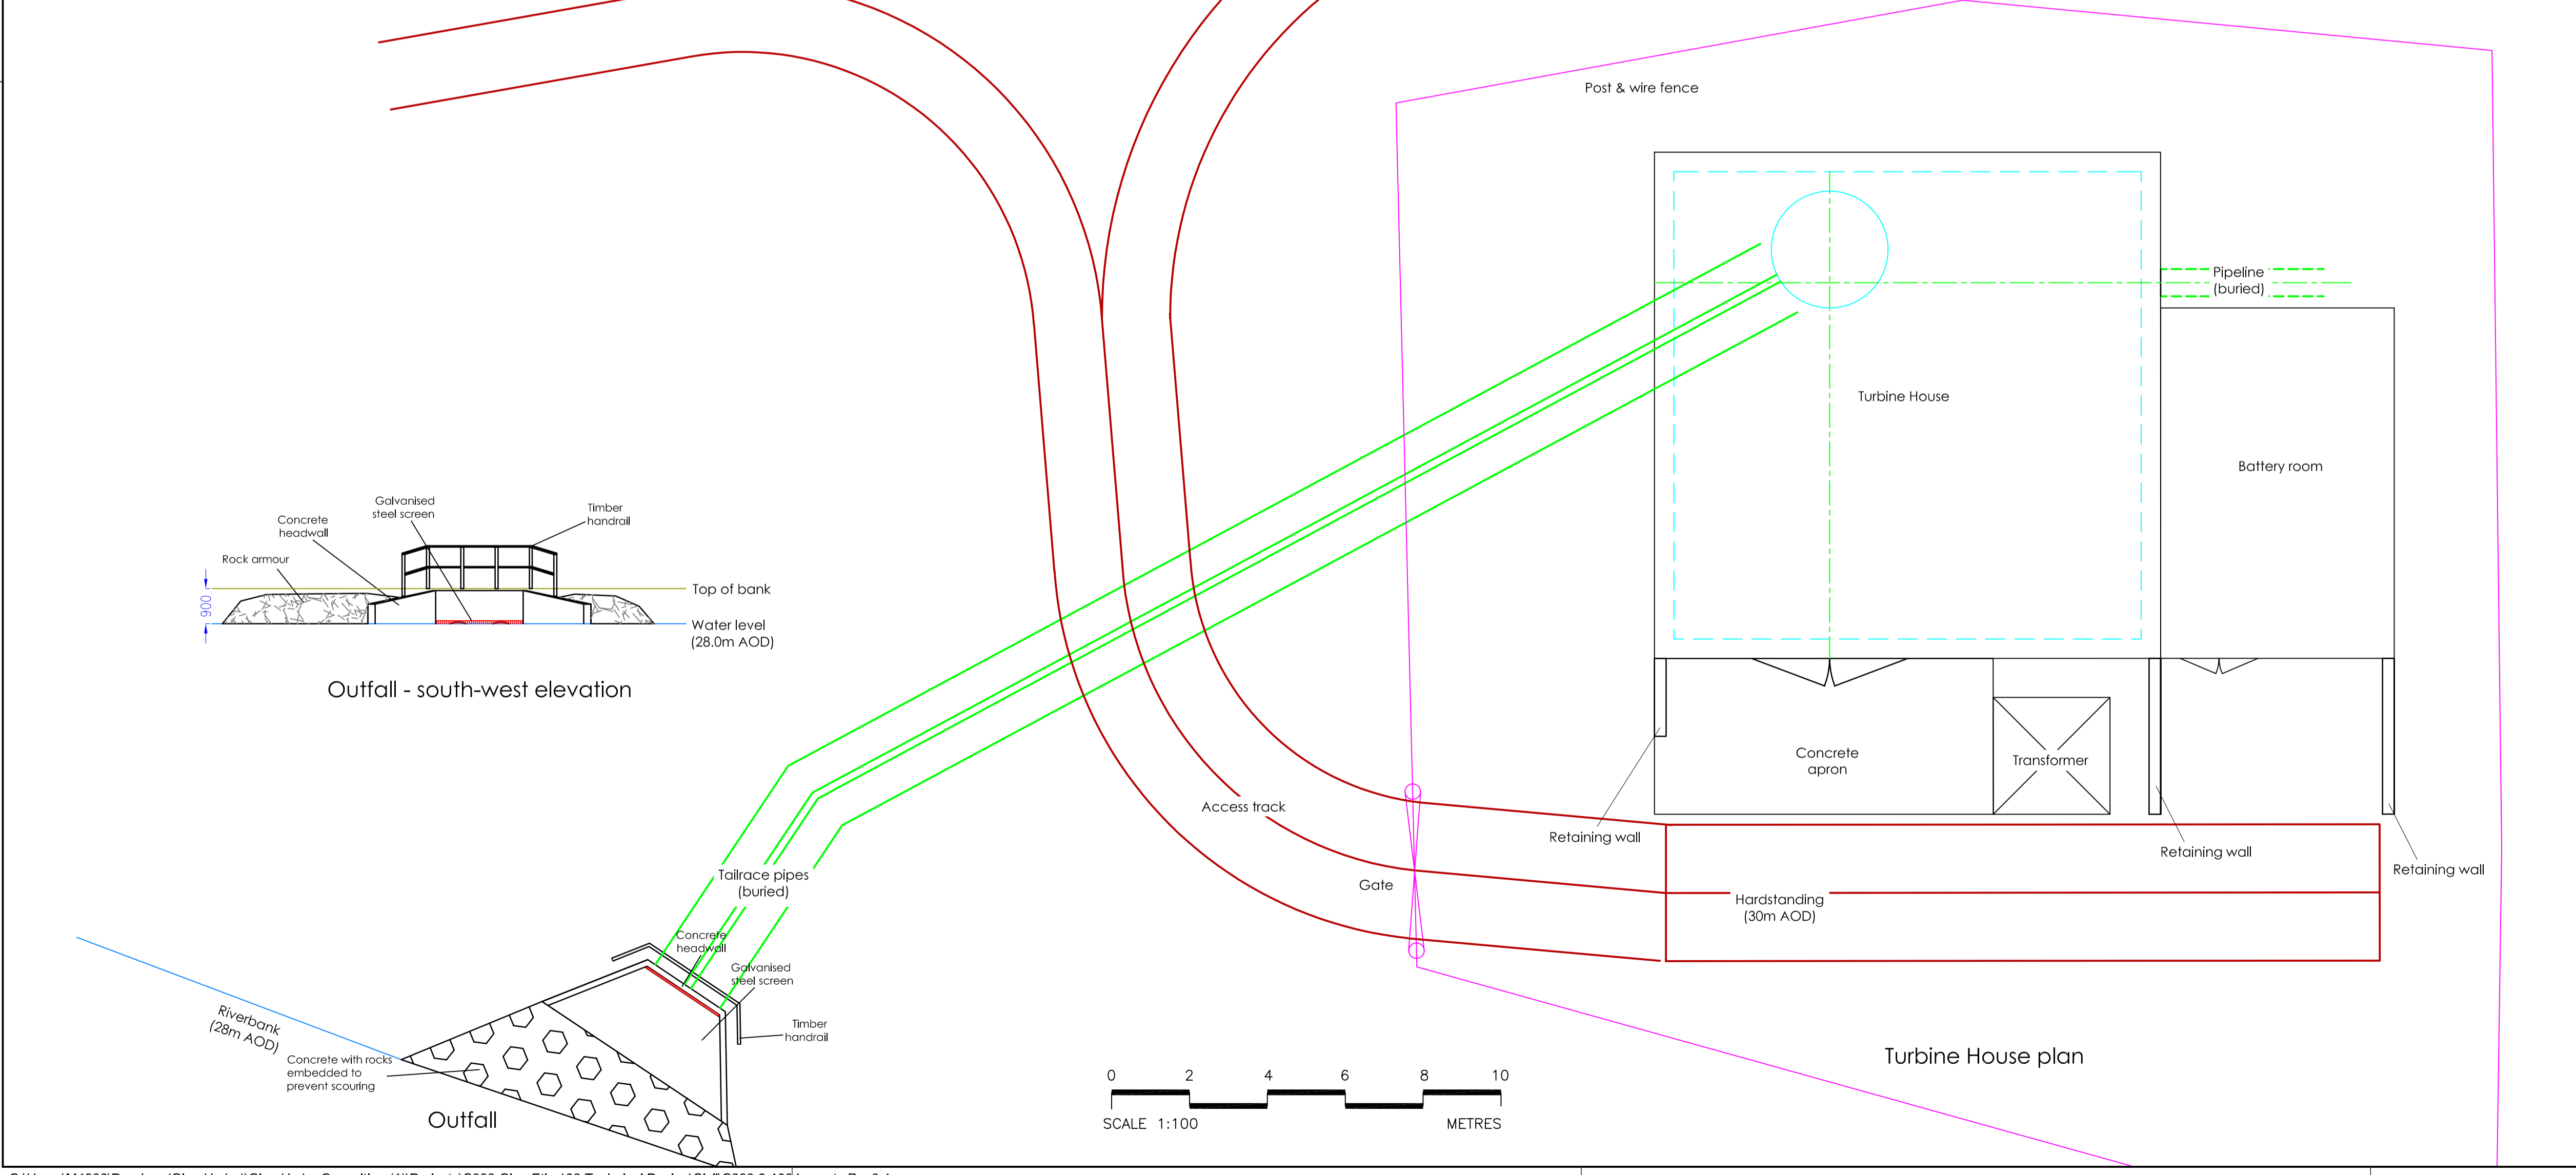 Post & wire fence
Pipeline
(buried)
Turbine House
Battery room
Galvanised
steel screen
Timber
handrail
Concrete
headwall
Rock armour
900
Top of bank
Water level
(28.0m AOD)
Outfall - south-west elevation
Concrete
apron
Transformer
Access track
Retaining wall
Retaining wall
Retaining wall
Gate
Tailrace pipes
(buried)
Hardstanding
(30m AOD)
Concrete
headwall
Galvanised
steel screen
Timber
handrail
Riverbank
(28m AOD)
Concrete with rocks
embedded to
prevent scouring
Outfall
Turbine House plan
0 2 4 6 8 10
SCALE 1:100 METRES